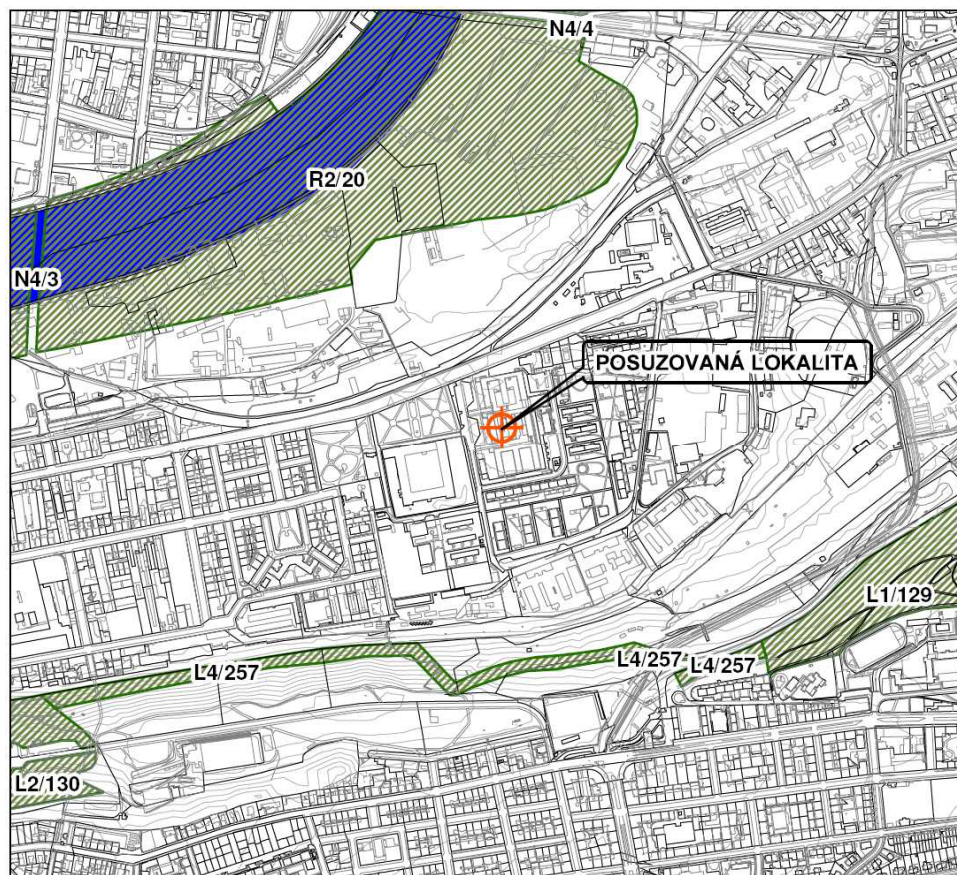 N4/4
R2/20
N4/3
POSUZOVANÁ LOKALITA
L1/129
L4/257
L4/257
L4/257
L2/130